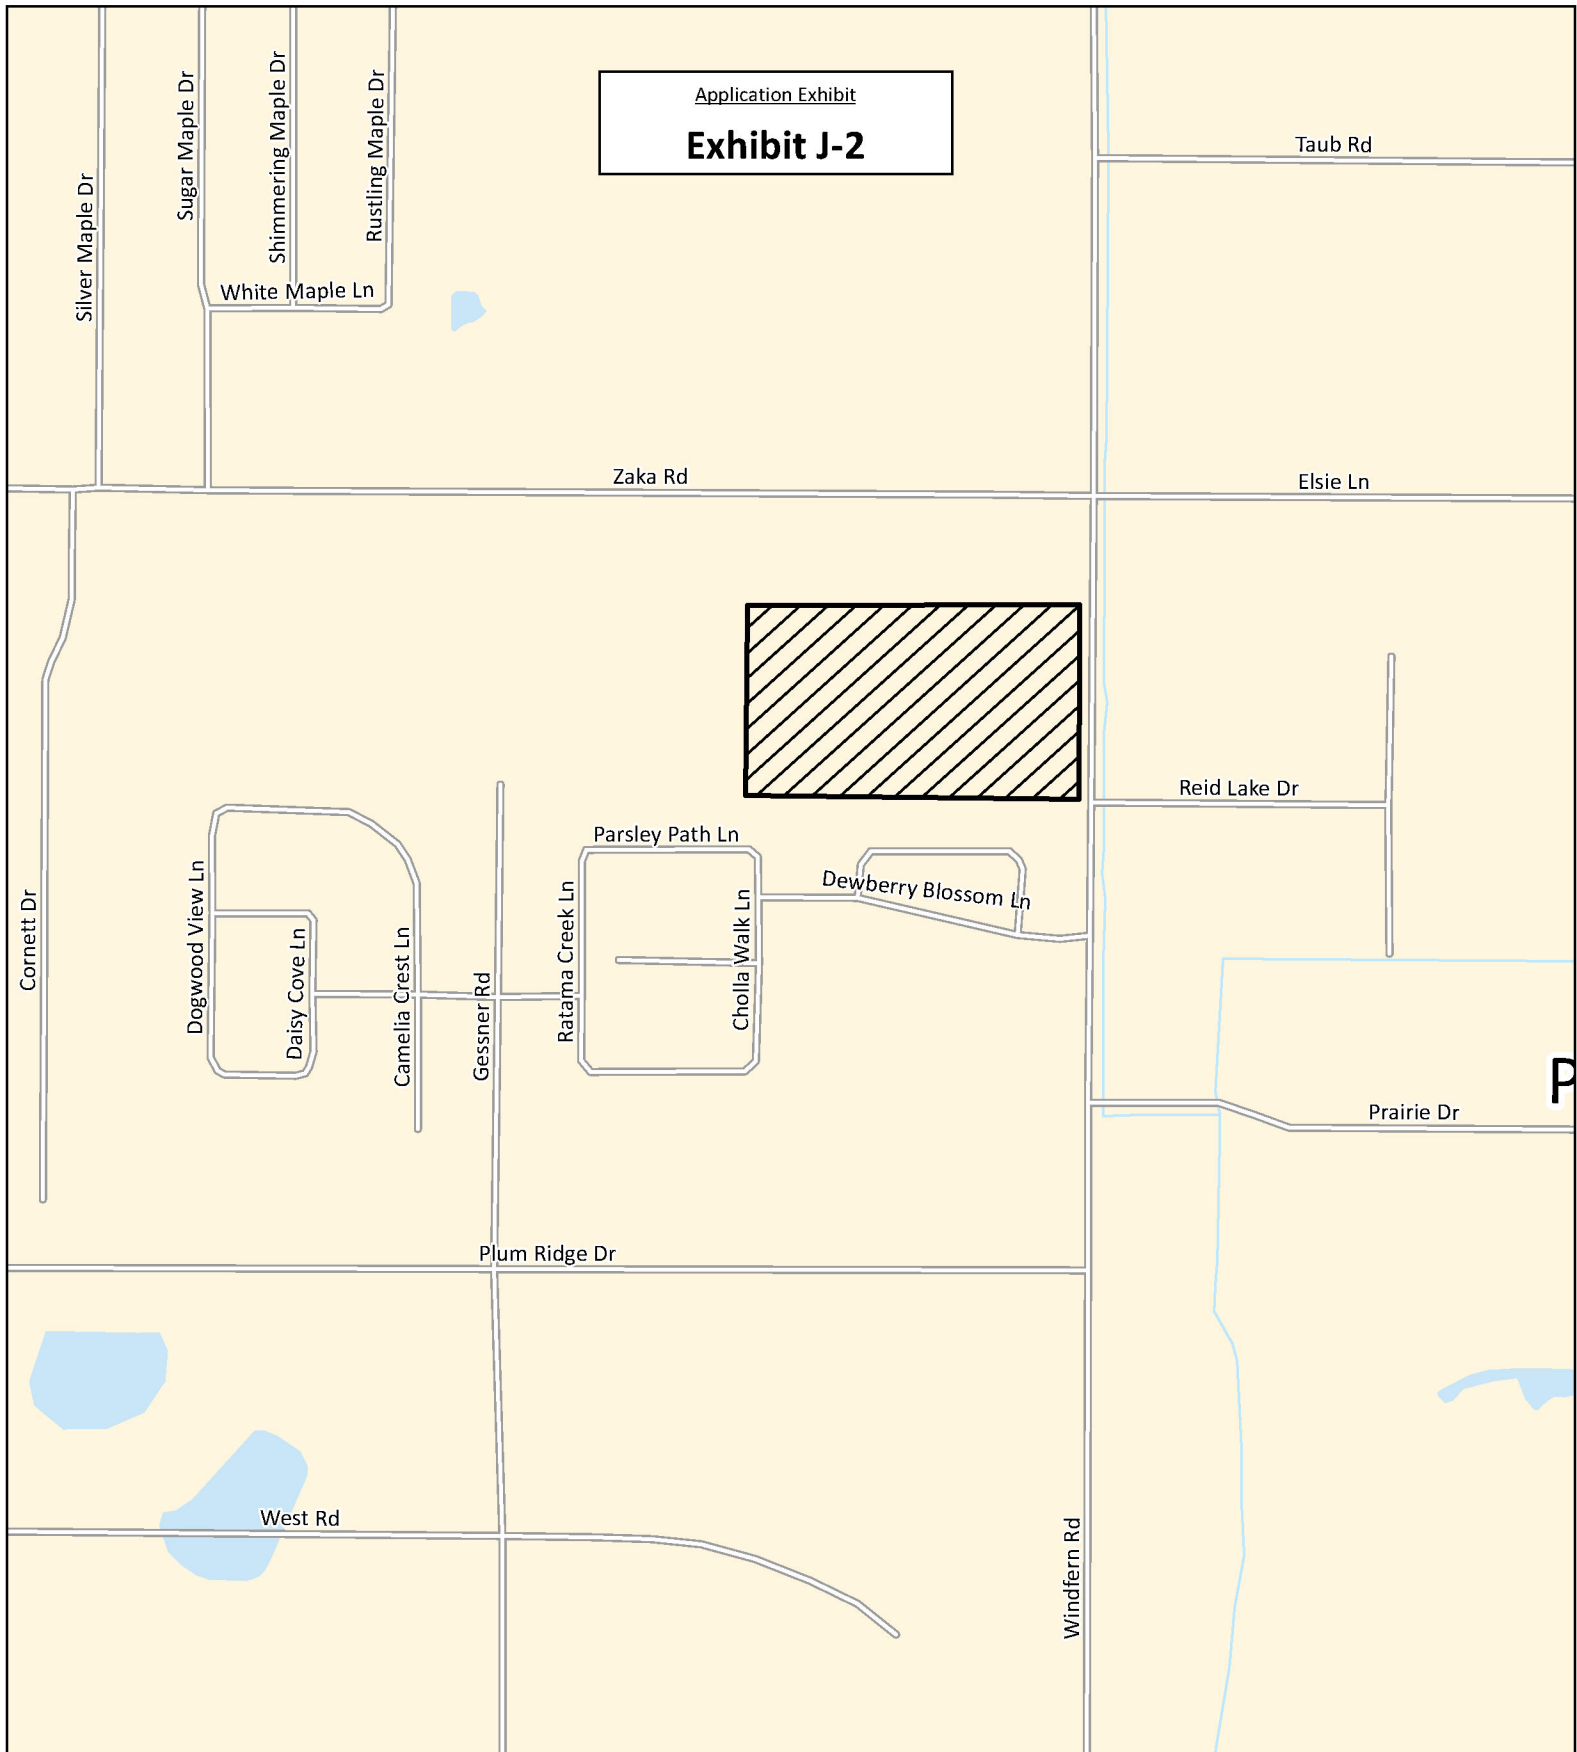 Application Exhibit
Exhibit J-2
Silver Maple Dr
Sugar Maple Dr
Shimmering Maple Dr
Rustling Maple Dr
White Maple Ln
Taub Rd
Zaka Rd
Elsie Ln
Reid Lake Dr
Parsley Path Ln
Dewberry Blossom Ln
Cornett Dr
Dogwood View Ln
Daisy Cove Ln
Camelia Crest Ln
Gessner Rd
Ratama Creek Ln
Cholla Walk Ln
P
Prairie Dr
Plum Ridge Dr
West Rd
Windfern Rd